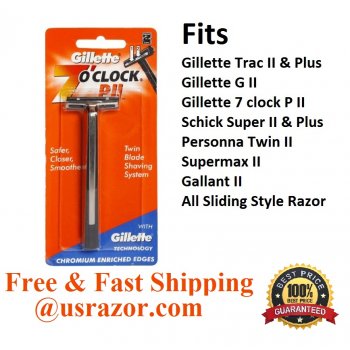 Gillette
7 O'CLOCK
PII
Safer,
Closer,
Smoother
Twin
Blade
Shaving
System
WITH
Gillette
TECHNOLOGY
CHROMIUM ENRICHED EDGES
Fits
Gillette Trac II & Plus
Gillette G II
Gillette 7 clock P II
Schick Super II & Plus
Personna Twin II
Supermax II
Gallant II
All Sliding Style Razor
Free & Fast Shipping
@usrazor.com
BEST PRICE
100%
BEST PRICE
GUARANTEED